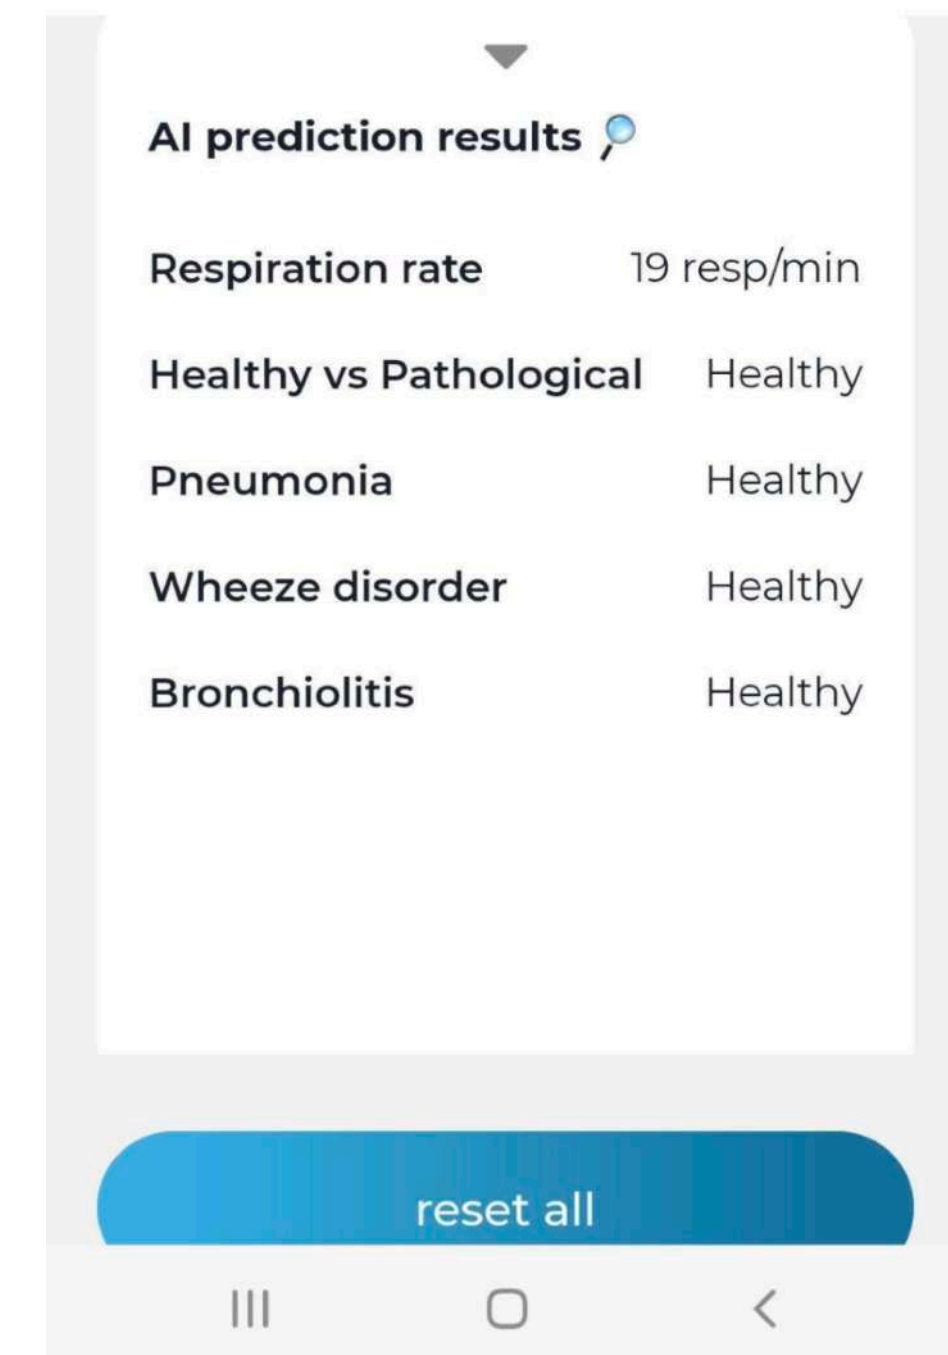 AI prediction results 🔎
Respiration rate 19 resp/min
Healthy vs Pathological Healthy
Pneumonia Healthy
Wheeze disorder Healthy
Bronchiolitis Healthy
reset all